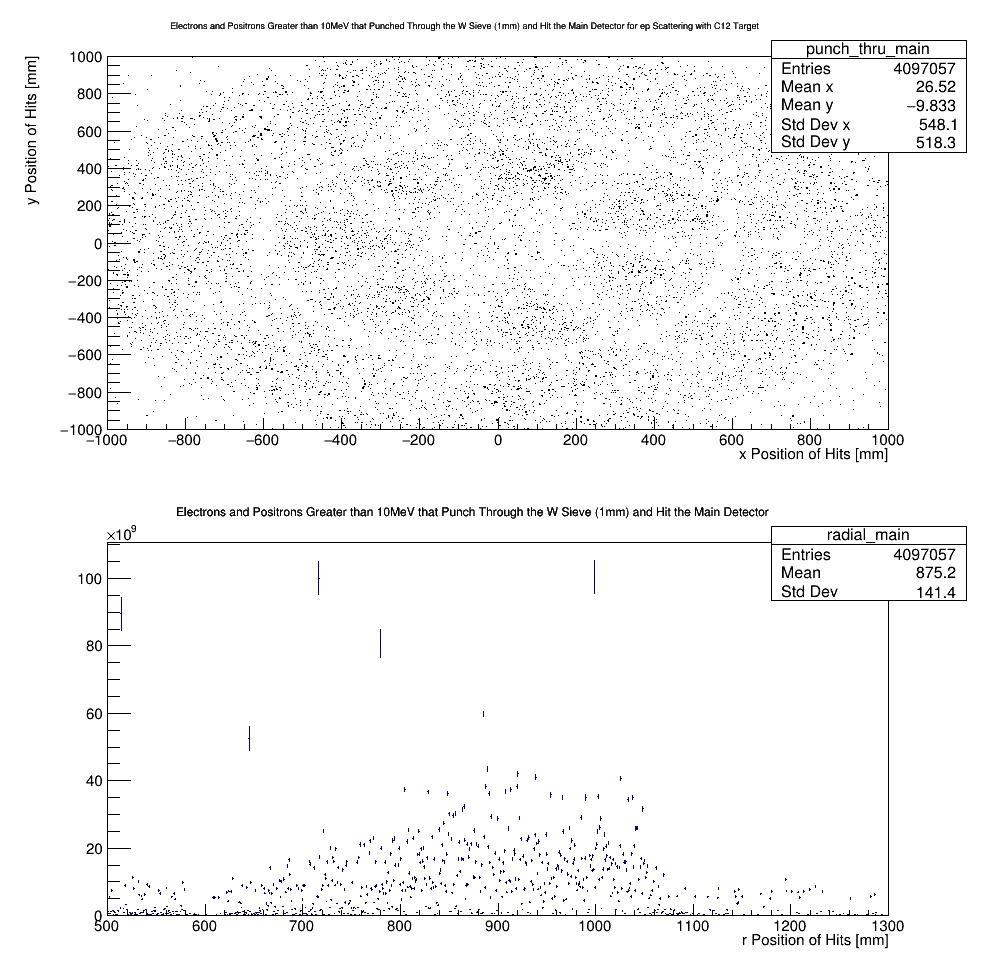 Electrons and Positrons Greater than 10MeV that Punched Through the W Sieve (1mm) and Hit the Main Detector for ep Scattering with C12 Target
punch_thru_main
Entries 4097057
Mean x 26.52
Mean y −9.833
Std Dev x 548.1
Std Dev y 518.3
y Position of Hits [mm]
1000
800
600
400
200
0
−200
−400
−600
−800
−1000
−1000 −800 −600 −400 −200 0 200 400 600 800 1000
x Position of Hits [mm]
Electrons and Positrons Greater than 10MeV that Punch Through the W Sieve (1mm) and Hit the Main Detector
×10⁹
radial_main
Entries 4097057
Mean 875.2
Std Dev 141.4
100
80
60
40
20
0
500 600 700 800 900 1000 1100 1200 1300
r Position of Hits [mm]